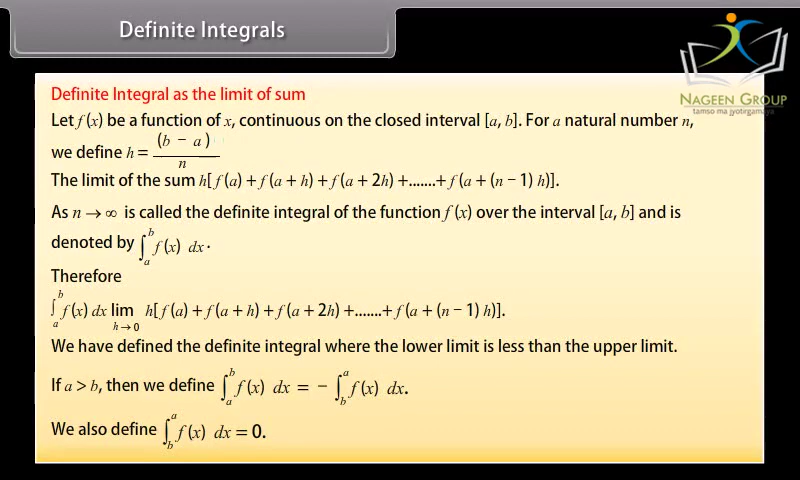 Definite Integrals
NAGEEN GROUP
tamso ma jyotirgamaya
Definite Integral as the limit of sum
Let f (x) be a function of x, continuous on the closed interval [a, b]. For a natural number n,
we define h = (b − a) / n
The limit of the sum h[ f (a) + f (a + h) + f (a + 2h) +.......+ f (a + (n − 1) h)].
As n → ∞ is called the definite integral of the function f (x) over the interval [a, b] and is
denoted by ∫_a^b f (x) dx.
Therefore
∫_a^b f (x) dx lim_{h→0} h[ f (a) + f (a + h) + f (a + 2h) +.......+ f (a + (n − 1) h)].
We have defined the definite integral where the lower limit is less than the upper limit.
If a > b, then we define ∫_a^b f (x) dx = − ∫_b^a f (x) dx.
We also define ∫_b^a f (x) dx = 0.